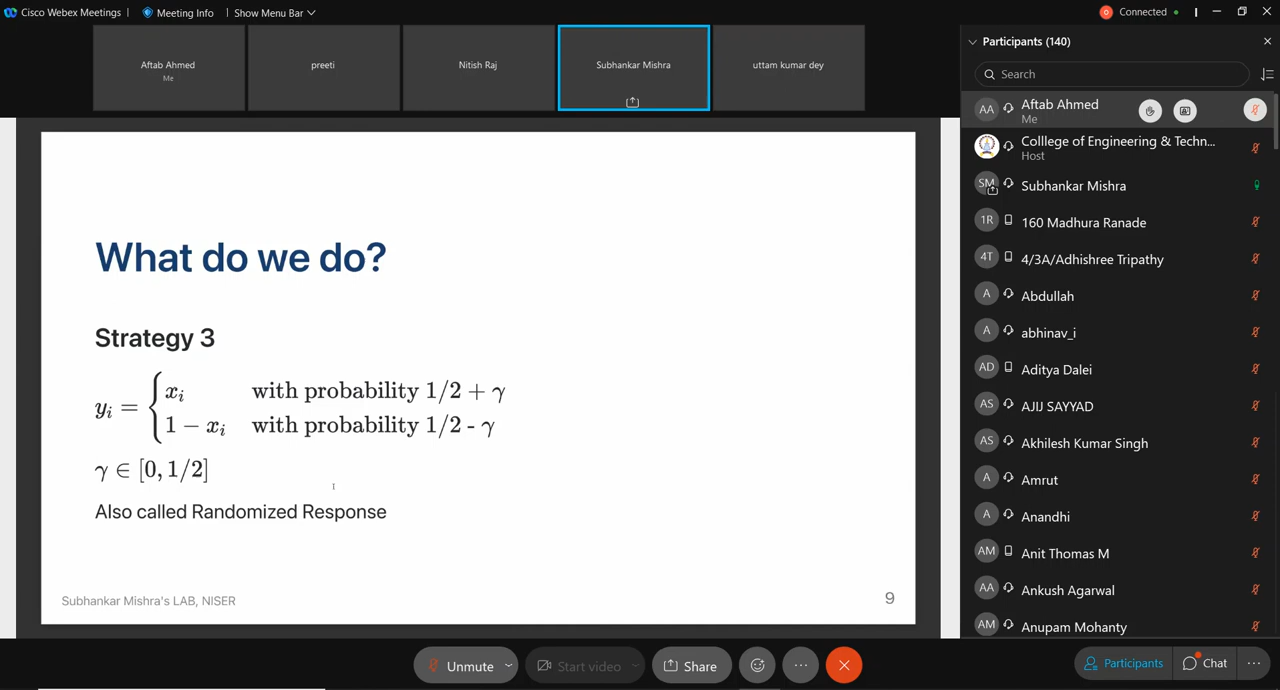 Cisco Webex Meetings | Meeting Info | Show Menu Bar
Connected
Aftab Ahmed
Me
preeti
Nitish Raj
Subhankar Mishra
uttam kumar dey
What do we do?
Strategy 3
yᵢ = { xᵢ with probability 1/2 + γ
1 − xᵢ with probability 1/2 - γ
γ ∈ [0, 1/2]
Also called Randomized Response
Subhankar Mishra's LAB, NISER
9
Participants (140)
Search
AA Aftab Ahmed
Me
Colllege of Engineering & Techn...
Host
SM Subhankar Mishra
1R 160 Madhura Ranade
4T 4/3A/Adhishree Tripathy
A Abdullah
A abhinav_i
AD Aditya Dalei
AS AJIJ SAYYAD
AS Akhilesh Kumar Singh
A Amrut
A Anandhi
AM Anit Thomas M
AA Ankush Agarwal
AM Anupam Mohanty
Unmute
Start video
Share
Participants
Chat